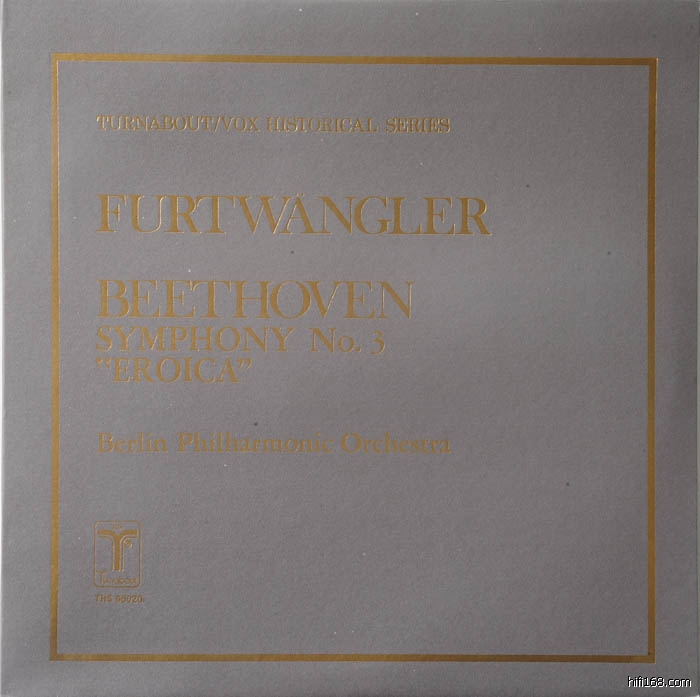 TURNABOUT/VOX HISTORICAL SERIES
FURTWÄNGLER
BEETHOVEN
SYMPHONY No. 3
"EROICA"
Berlin Philharmonic Orchestra
hifi168.com